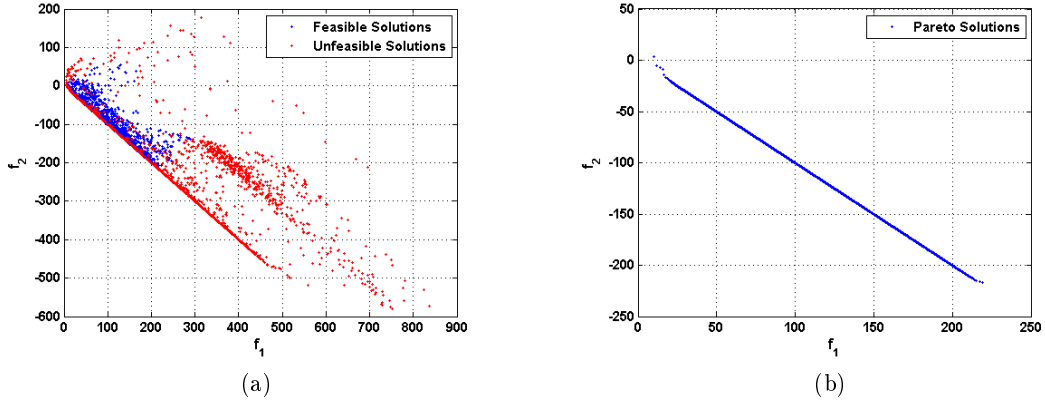 200
100
0
-100
-200
-300
-400
-500
-600
f2
0 100 200 300 400 500 600 700 800 900
f1
Feasible Solutions
Unfeasible Solutions
(a)
50
0
-50
-100
-150
-200
-250
f2
0 50 100 150 200 250
f1
Pareto Solutions
(b)